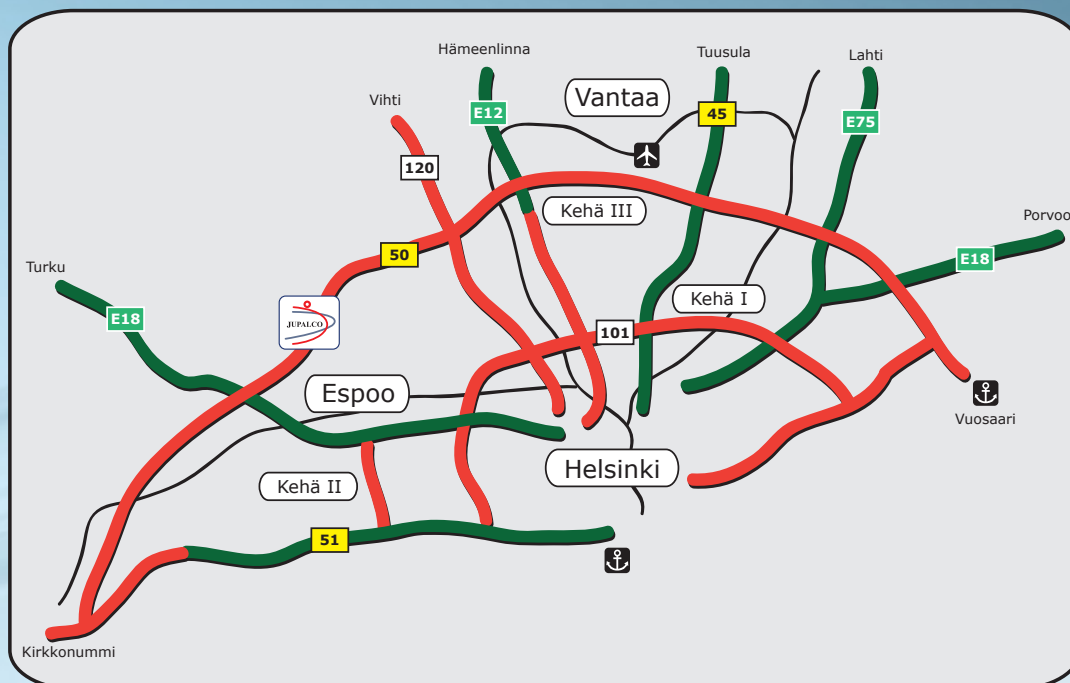 Hämeenlinna
Tuusula
Lahti
Vihti
Vantaa
E12
45
E75
120
Kehä III
Porvoo
50
E18
Turku
Kehä I
E18
JUPALCO
101
Espoo
Vuosaari
Helsinki
Kehä II
51
Kirkkonummi